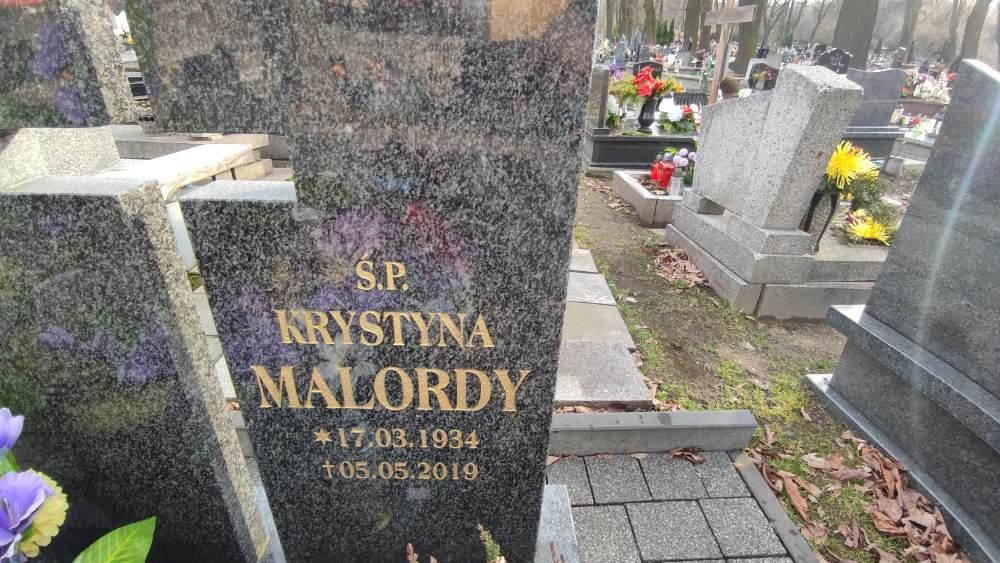 Ś.P.
KRYSTYNA
MALORDY
★17.03.1934
✝05.05.2019